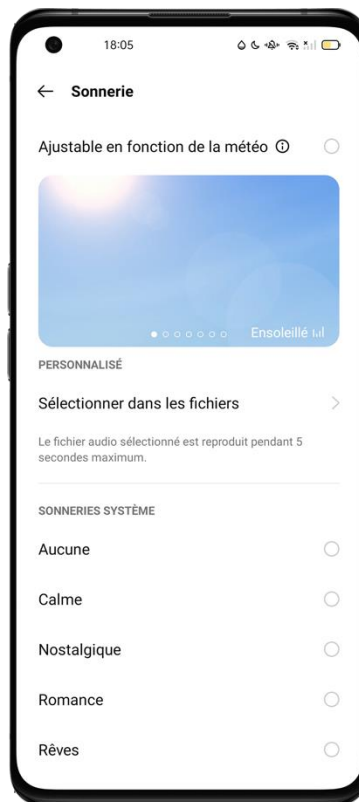 18:05
Sonnerie
Ajustable en fonction de la météo
Ensoleillé
PERSONNALISÉ
Sélectionner dans les fichiers
Le fichier audio sélectionné est reproduit pendant 5
secondes maximum.
SONNERIES SYSTÈME
Aucune
Calme
Nostalgique
Romance
Rêves